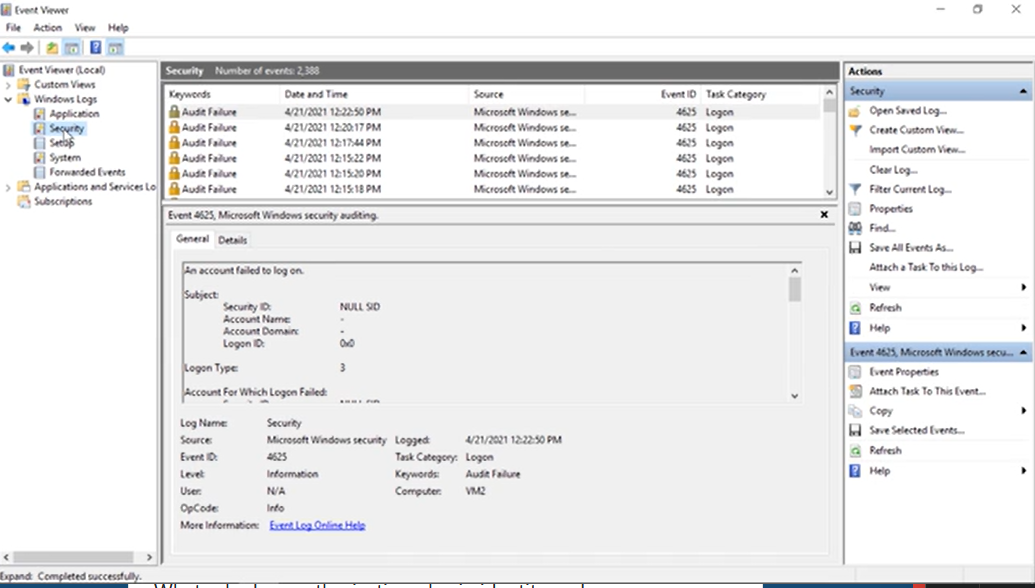 Event Viewer
File Action View Help
Event Viewer (Local)
Custom Views
Windows Logs
Application
Security
Setup
System
Forwarded Events
Applications and Services Lo
Subscriptions
Security Number of events: 2,388
Keywords Date and Time Source Event ID Task Category
Audit Failure 4/21/2021 12:22:50 PM Microsoft Windows se... 4625 Logon
Audit Failure 4/21/2021 12:20:17 PM Microsoft Windows se... 4625 Logon
Audit Failure 4/21/2021 12:17:44 PM Microsoft Windows se... 4625 Logon
Audit Failure 4/21/2021 12:15:22 PM Microsoft Windows se... 4625 Logon
Audit Failure 4/21/2021 12:15:20 PM Microsoft Windows se... 4625 Logon
Audit Failure 4/21/2021 12:15:18 PM Microsoft Windows se... 4625 Logon
Event 4625, Microsoft Windows security auditing.
General Details
An account failed to log on.
Subject:
Security ID: NULL SID
Account Name: -
Account Domain: -
Logon ID: 0x0
Logon Type: 3
Account For Which Logon Failed:
Log Name: Security
Source: Microsoft Windows security Logged: 4/21/2021 12:22:50 PM
Event ID: 4625 Task Category: Logon
Level: Information Keywords: Audit Failure
User: N/A Computer: VM2
OpCode: Info
More Information: Event Log Online Help
Actions
Security
Open Saved Log...
Create Custom View...
Import Custom View...
Clear Log...
Filter Current Log...
Properties
Find...
Save All Events As...
Attach a Task To this Log...
View
Refresh
Help
Event 4625, Microsoft Windows secu...
Event Properties
Attach Task To This Event...
Copy
Save Selected Events...
Refresh
Help
Expand: Completed successfully.